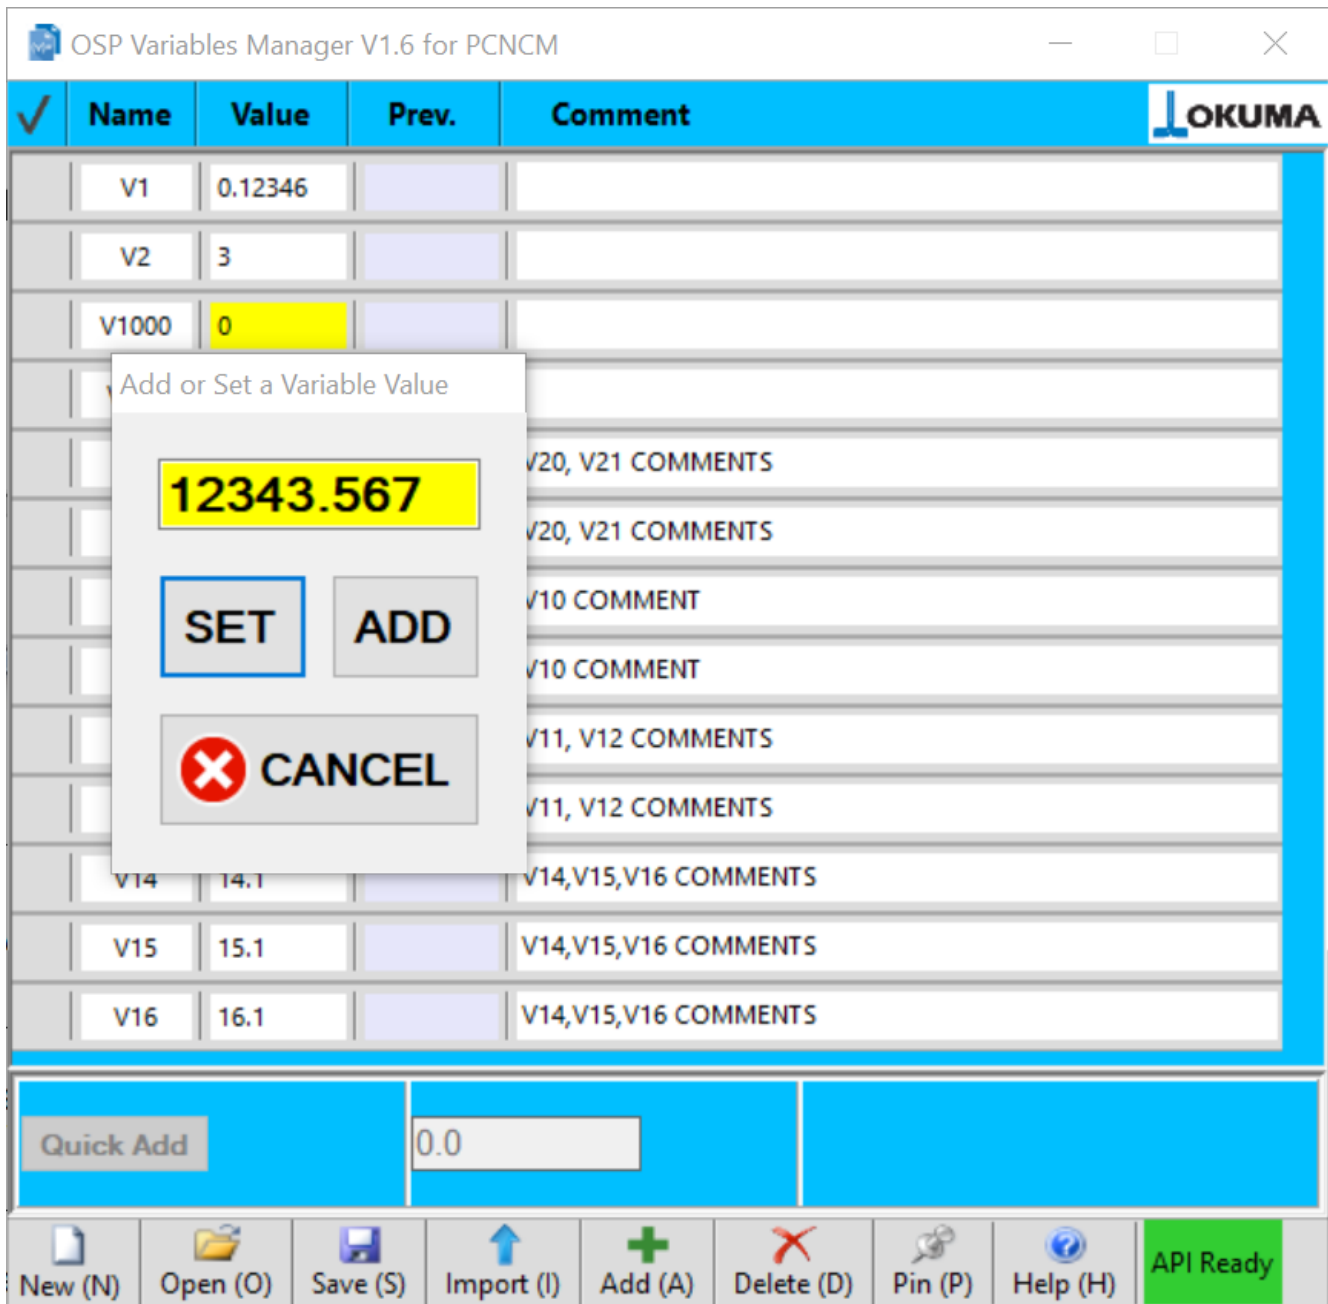 OSP Variables Manager V1.6 for PCNCM
Name Value Prev. Comment OKUMA
V1 0.12346
V2 3
V1000 0
Add or Set a Variable Value
12343.567
SET ADD
CANCEL
V20, V21 COMMENTS
V20, V21 COMMENTS
V10 COMMENT
V10 COMMENT
V11, V12 COMMENTS
V11, V12 COMMENTS
V14 14.1 V14,V15,V16 COMMENTS
V15 15.1 V14,V15,V16 COMMENTS
V16 16.1 V14,V15,V16 COMMENTS
Quick Add 0.0
New (N) Open (O) Save (S) Import (I) Add (A) Delete (D) Pin (P) Help (H) API Ready